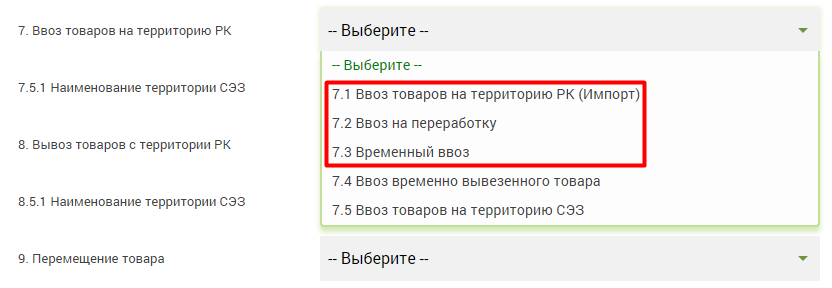 7. Ввоз товаров на территорию РК
-- Выберите --
-- Выберите --
7.5.1 Наименование территории СЭЗ
7.1 Ввоз товаров на территорию РК (Импорт)
7.2 Ввоз на переработку
8. Вывоз товаров с территории РК
7.3 Временный ввоз
7.4 Ввоз временно вывезенного товара
8.5.1 Наименование территории СЭЗ
7.5 Ввоз товаров на территорию СЭЗ
9. Перемещение товара
-- Выберите --